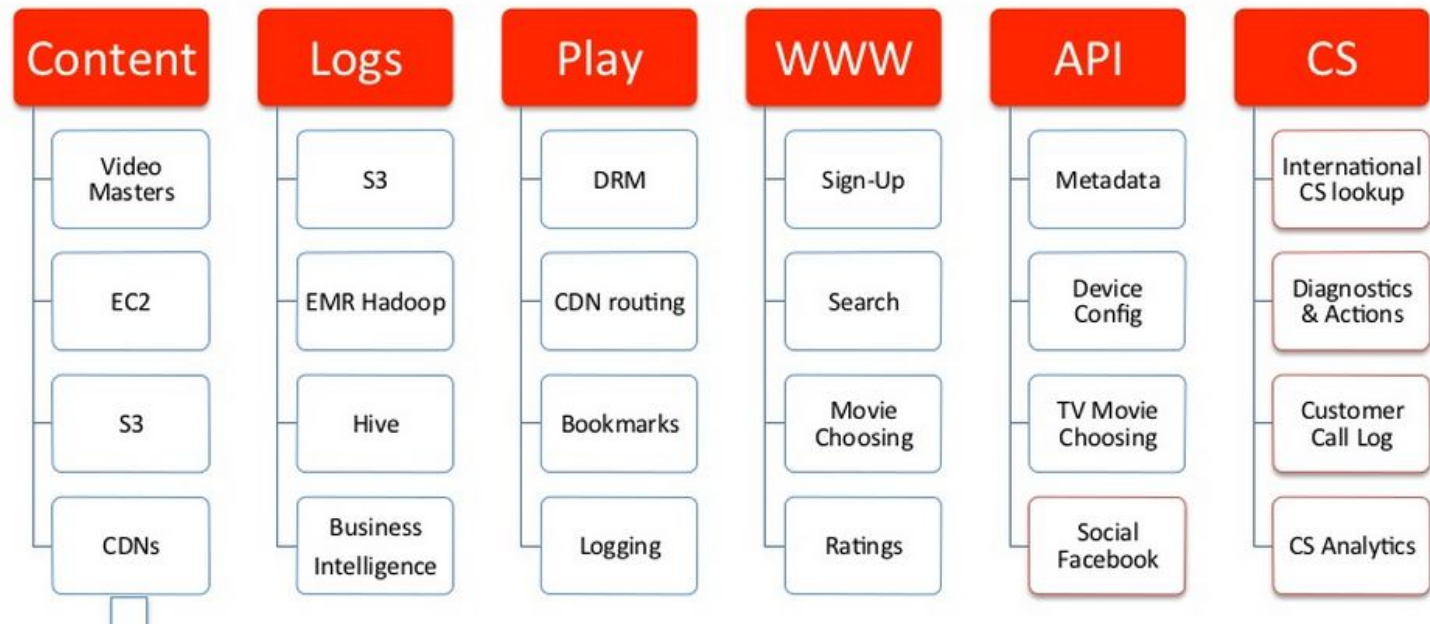 Content
Video
Masters
EC2
S3
CDNs
Logs
S3
EMR Hadoop
Hive
Business
Intelligence
Play
DRM
CDN routing
Bookmarks
Logging
WWW
Sign-Up
Search
Movie
Choosing
Ratings
API
Metadata
Device
Config
TV Movie
Choosing
Social
Facebook
CS
International
CS lookup
Diagnostics
& Actions
Customer
Call Log
CS Analytics